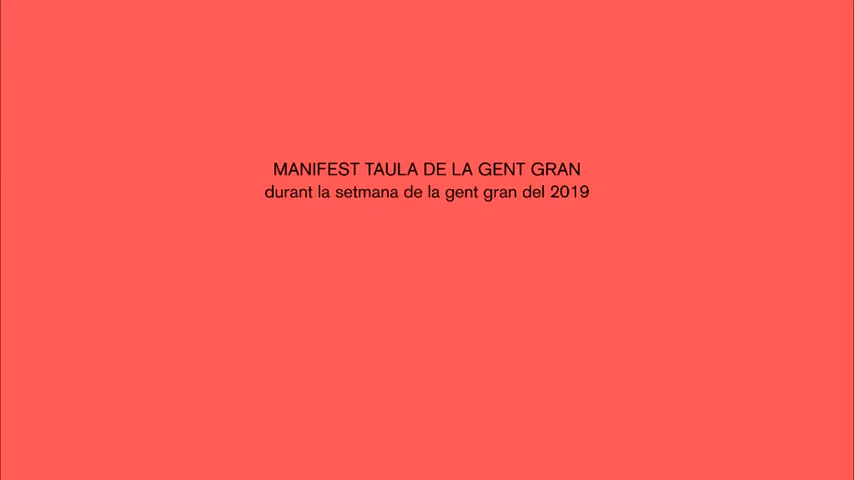 MANIFEST TAULA DE LA GENT GRAN
durant la setmana de la gent gran del 2019